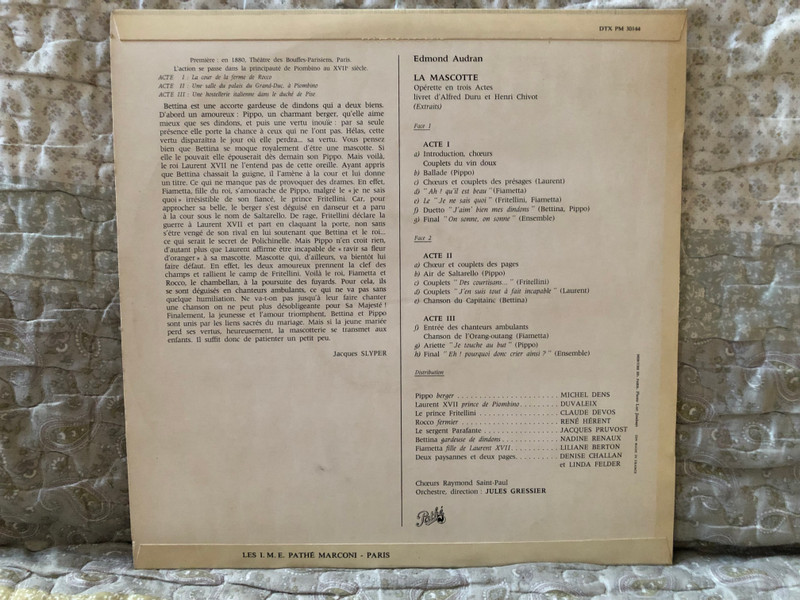 DTX PM 30144
Première : en 1880, Théâtre des Bouffes-Parisiens, Paris.
L'action se passe dans la principauté de Piombino au XVIIe siècle.
ACTE I : La cour de la ferme de Rocco
ACTE II : Une salle du palais du Grand-Duc, à Piombino
ACTE III : Une hostellerie italienne dans le duché de Pise
Bettina est une accorte gardeuse de dindons qui a deux biens.
D'abord un amoureux : Pippo, un charmant berger, qu'elle aime
mieux que ses dindons, et puis une vertu inouïe : par sa seule
présence elle porte la chance à ceux qui ne l'ont pas. Hélas, cette
vertu disparaîtra le jour où elle perdra... sa vertu. Vous pensez
bien que Bettina se moque royalement d'être une mascotte. Si
elle le pouvait elle épouserait dès demain son Pippo. Mais voilà,
le roi Laurent XVII ne l'entend pas de cette oreille. Ayant appris
que Bettina chassait la guigne, il l'amène à la cour et lui donne
un titre. Ce qui ne manque pas de provoquer des drames. En effet,
Fiametta, fille du roi, s'amourache de Pippo, malgré le « je ne sais
quoi » irrésistible de son fiancé, le prince Fritellini. Car, pour
approcher sa belle, le berger s'est déguisé en danseur et a paru
à la cour sous le nom de Saltarello. De rage, Fritellini déclare la
guerre à Laurent XVII et part en claquant la porte, non sans
s'être vengé de son rival en lui soutenant que Bettina et le roi...
ce qui serait le secret de Polichinelle. Mais Pippo n'en croit rien,
d'autant plus que Laurent affirme être incapable de « ravir sa fleur
d'oranger » à sa mascotte. Mascotte qui, d'ailleurs, va bientôt lui
faire défaut. En effet, les deux amoureux prennent la clef des
champs et rallient le camp de Fritellini. Voilà le roi, Fiametta et
Rocco, le chambellan, à la poursuite des fuyards. Pour cela, ils
se sont déguisés en chanteurs ambulants, ce qui ne va pas sans
quelque humiliation. Ne va-t-on pas jusqu'à leur faire chanter
une chanson on ne peut plus désobligeante pour Sa Majesté !
Finalement, la jeunesse et l'amour triomphent, Bettina et Pippo
sont unis par les liens sacrés du mariage. Mais si la jeune mariée
perd ses vertus, heureusement, la mascotterie se transmet aux
enfants. Il suffit donc de patienter un petit peu.
Jacques SLYPER
Edmond Audran
LA MASCOTTE
Opérette en trois Actes
livret d'Alfred Duru et Henri Chivot
(Extraits)
Face 1
ACTE I
a) Introduction, chœurs
Couplets du vin doux
b) Ballade (Pippo)
c) Chœurs et couplets des présages (Laurent)
d) "Ah ! qu'il est beau" (Fiametta)
e) Le "Je ne sais quoi" (Fritellini, Fiametta)
f) Duetto "J'aim' bien mes dindons" (Bettina, Pippo)
g) Final "On sonne, on sonne" (Ensemble)
Face 2
ACTE II
a) Chœur et couplets des pages
b) Air de Saltarello (Pippo)
c) Couplets "Des courtisans..." (Fritellini)
d) Couplets "J'en suis tout à fait incapable" (Laurent)
e) Chanson du Capitaine (Bettina)
ACTE III
f) Entrée des chanteurs ambulants
Chanson de l'Orang-outang (Fiametta)
g) Ariette "Je touche au but" (Pippo)
h) Final "Eh ! pourquoi donc crier ainsi ?" (Ensemble)
Distribution
Pippo berger . . . . . . . . . . . . . . . . . . . . . . . . MICHEL DENS
Laurent XVII prince de Piombino . . . . . . . . . DUVALEIX
Le prince Fritellini . . . . . . . . . . . . . . . . . . . CLAUDE DEVOS
Rocco fermier . . . . . . . . . . . . . . . . . . . . . . . RENÉ HÉRENT
Le sergent Parafante . . . . . . . . . . . . . . . . . . JACQUES PRUVOST
Bettina gardeuse de dindons . . . . . . . . . . . . . NADINE RENAUX
Fiametta fille de Laurent XVII . . . . . . . . . . . LILIANE BERTON
Deux paysannes et deux pages . . . . . . . . . . DENISE CHALLAN
et LINDA FELDER
Chœurs Raymond Saint-Paul
Orchestre, direction : JULES GRESSIER
Pathé
LES I. M. E. PATHÉ MARCONI - PARIS